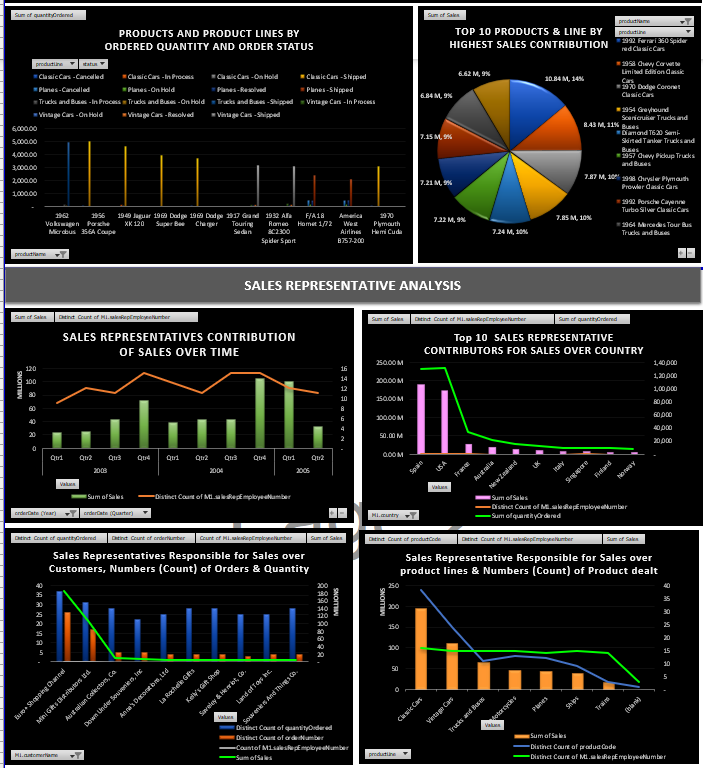 Sum of quantityOrdered
PRODUCTS AND PRODUCT LINES BY
ORDERED QUANTITY AND ORDER STATUS
productLine
status
Classic Cars - Cancelled
Classic Cars - In Process
Classic Cars - On Hold
Classic Cars - Shipped
Planes - Cancelled
Planes - On Hold
Planes - Resolved
Planes - Shipped
Trucks and Buses - In Process
Trucks and Buses - On Hold
Trucks and Buses - Shipped
Vintage Cars - In Process
Vintage Cars - On Hold
Vintage Cars - Resolved
Vintage Cars - Shipped
6,000.00
5,000.00
4,000.00
3,000.00
2,000.00
1,000.00
-
1962 Volkswagen Microbus
1956 Porsche 356A Coupe
1949 Jaguar XK 120
1969 Dodge Super Bee
1969 Dodge Charger
1917 Grand Touring Sedan
1932 Alfa Romeo 8C2300 Spider Sport
F/A 18 Hornet 1/72
America West Airlines B757-200
1970 Plymouth Hemi Cuda
productName
Sum of Sales
TOP 10 PRODUCTS & LINE BY
HIGHEST SALES CONTRIBUTION
productName
productLine
10.84 M, 14%
8.43 M, 11%
7.87 M, 10%
7.85 M, 10%
7.24 M, 10%
7.22 M, 9%
7.21 M, 9%
7.15 M, 9%
6.84 M, 9%
6.62 M, 9%
1992 Ferrari 360 Spider
red Classic Cars
1958 Chevy Corvette
Limited Edition Classic
Cars
1970 Dodge Coronet
Classic Cars
1954 Greyhound
Scenicruiser Trucks and
Buses
Diamond T620 Semi-
Skirted Tanker Trucks and
Buses
1957 Chevy Pickup Trucks
and Buses
1998 Chrysler Plymouth
Prowler Classic Cars
1992 Porsche Cayenne
Turbo Silver Classic Cars
1964 Mercedes Tour Bus
Trucks and Buses
SALES REPRESENTATIVE ANALYSIS
Sum of Sales
Distinct Count of M1.salesRepEmployeeNumber
SALES REPRESENTATIVES CONTRIBUTION
OF SALES OVER TIME
MILLIONS
120
100
80
60
40
20
0
16
14
12
10
8
6
4
2
-
Qtr1 Qtr2 Qtr3 Qtr4 Qtr1 Qtr2 Qtr3 Qtr4 Qtr1 Qtr2
2003 2004 2005
Values
Sum of Sales
Distinct Count of M1.salesRepEmployeeNumber
orderDate (Year)
orderDate (Quarter)
Sum of Sales
Distinct Count of M1.salesRepEmployeeNumber
Sum of quantityOrdered
Top 10 SALES REPRESENTATIVE
CONTRIBUTORS FOR SALES OVER COUNTRY
250.00 M
200.00 M
150.00 M
100.00 M
50.00 M
0.00 M
1,40,000
1,20,000
1,00,000
80,000
60,000
40,000
20,000
-
Spain USA France Australia New Zealand UK Italy Singapore Finland Norway
Values
Sum of Sales
Distinct Count of M1.salesRepEmployeeNumber
Sum of quantityOrdered
M1.country
Distinct Count of quantityOrdered
Distinct Count of orderNumber
Count of M1.salesRepEmployeeNumber
Sum of Sales
Sales Representatives Responsible for Sales over
Customers, Numbers (Count) of Orders & Quantity
40
35
30
25
20
15
10
5
-
200
180
160
140
120
100
80
60
40
20
-
MILLIONS
Euro+ Shopping Channel
Mini Gifts Distributors Ltd.
Australian Collectors, Co.
Down Under Souveniers, Inc
Anna's Decorations, Ltd
La Rochelle Gifts
Kelly's Gift Shop
Saveley & Henriot, Co.
Land of Toys Inc.
Souveniers And Things Co.
Values
Distinct Count of quantityOrdered
Distinct Count of orderNumber
Count of M1.salesRepEmployeeNumber
Sum of Sales
M1.customerName
Distinct Count of productCode
Distinct Count of M1.salesRepEmployeeNumber
Sum of Sales
Sales Representatives Responsible for Sales over
product lines & Numbers (Count) of Product dealt
MILLIONS
250
200
150
100
50
0
40
35
30
25
20
15
10
5
-
Classic Cars
Vintage Cars
Trucks and Buses
Motorcycles
Planes
Ships
Trains
(blank)
Values
Sum of Sales
Distinct Count of productCode
Distinct Count of M1.salesRepEmployeeNumber
productLine